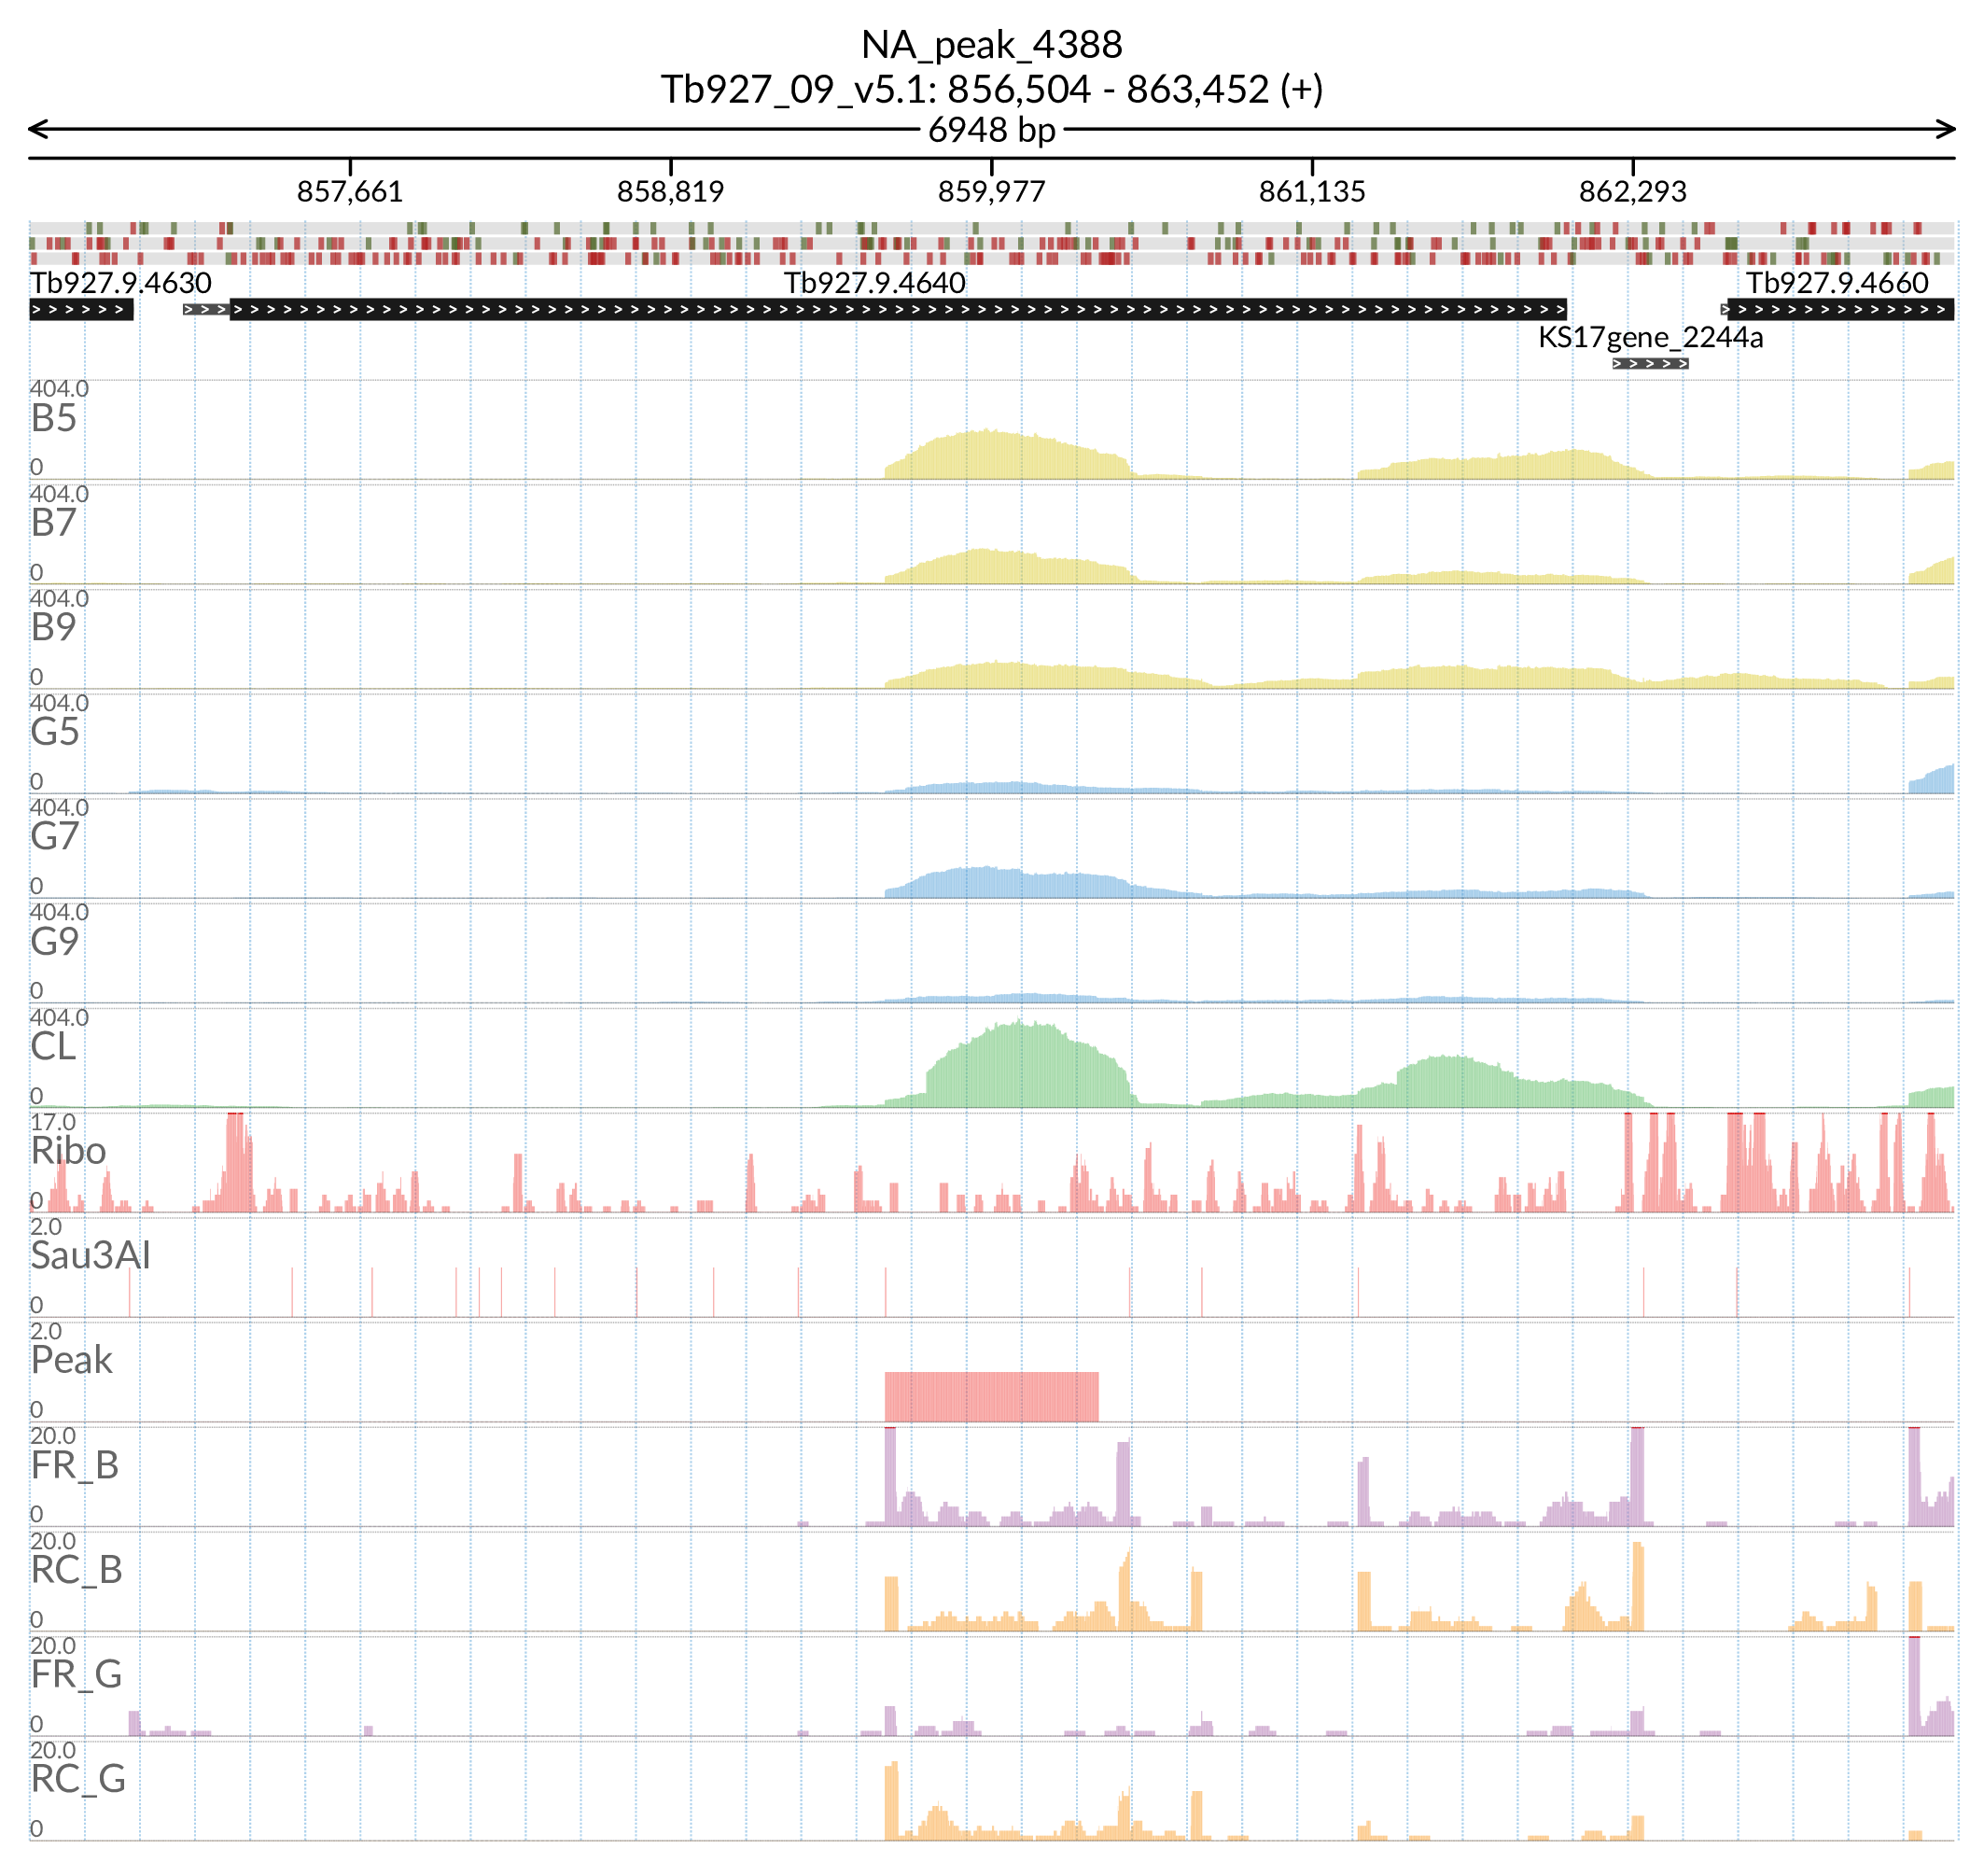 NA_peak_4388
Tb927_09_v5.1: 856,504 - 863,452 (+)
6948 bp
857,661 858,819 859,977 861,135 862,293
Tb927.9.4630 Tb927.9.4640 Tb927.9.4660
KS17gene_2244a
404.0
B5
0
404.0
B7
0
404.0
B9
0
404.0
G5
0
404.0
G7
0
404.0
G9
0
404.0
CL
0
17.0
Ribo
0
2.0
Sau3AI
0
2.0
Peak
0
20.0
FR_B
0
20.0
RC_B
0
20.0
FR_G
0
20.0
RC_G
0